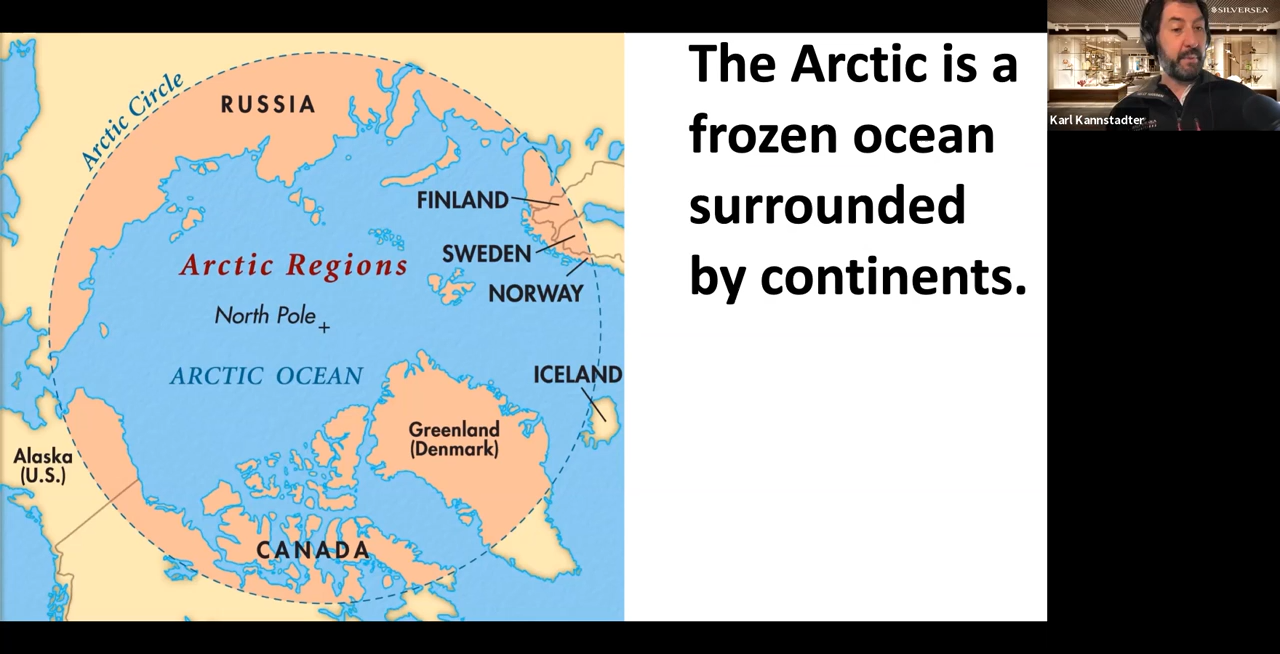 Arctic Circle
RUSSIA
FINLAND
SWEDEN
Arctic Regions
NORWAY
North Pole
ARCTIC OCEAN
ICELAND
Greenland
(Denmark)
Alaska
(U.S.)
CANADA
The Arctic is a
frozen ocean
surrounded
by continents.
SILVERSEA
Karl Kannstadter